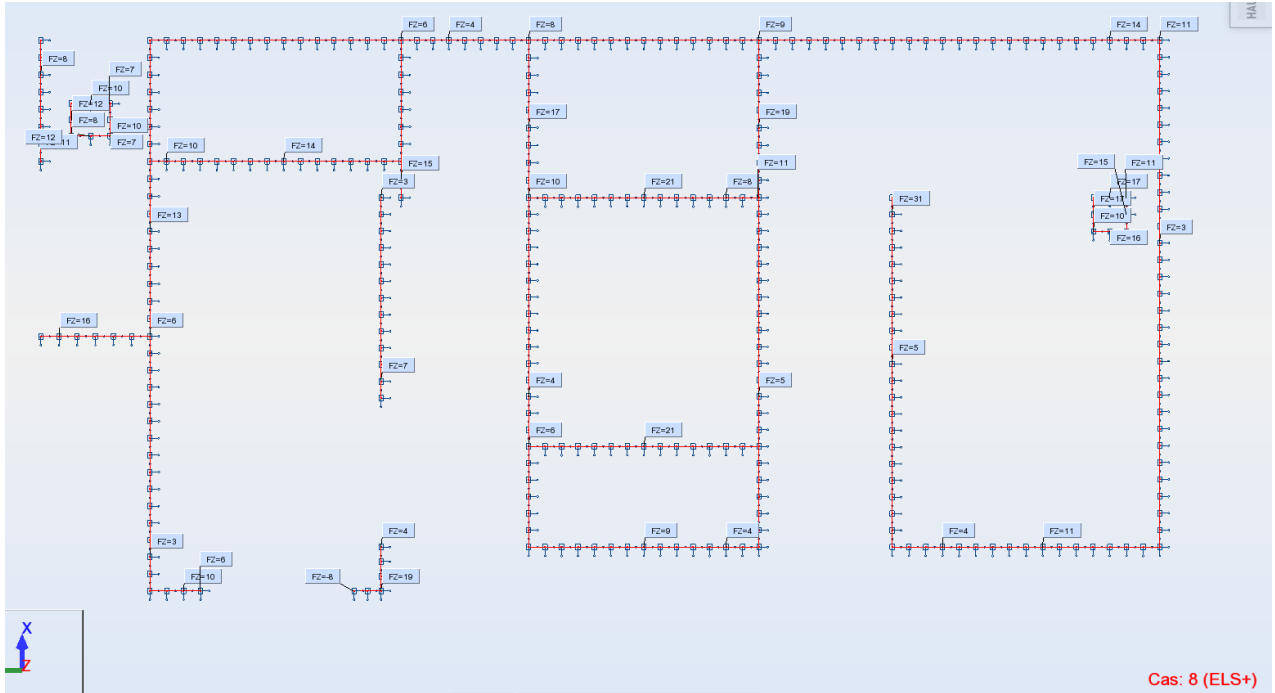 HAU
FZ=6
FZ=4
FZ=8
FZ=9
FZ=14
FZ=11
FZ=8
FZ=7
FZ=10
FZ=12
FZ=8
FZ=10
FZ=12
FZ=7
FZ=17
FZ=19
FZ=10
FZ=14
FZ=15
FZ=11
FZ=15
FZ=11
FZ=3
FZ=10
FZ=21
FZ=8
FZ=17
FZ=31
FZ=10
FZ=13
FZ=3
FZ=16
FZ=16
FZ=6
FZ=5
FZ=7
FZ=4
FZ=5
FZ=6
FZ=21
FZ=3
FZ=4
FZ=9
FZ=4
FZ=4
FZ=11
FZ=6
FZ=10
FZ=-8
FZ=19
X
Z
Cas: 8 (ELS+)